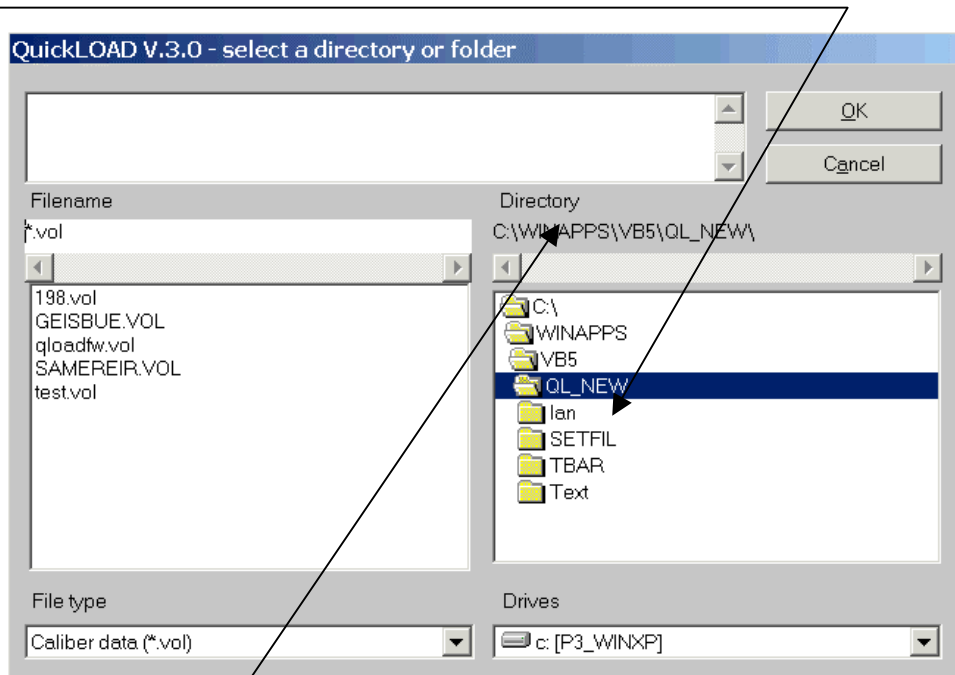 QuickLOAD V.3.0 - select a directory or folder
OK
Cancel
Filename
Directory
*.vol
C:\WINAPPS\VB5\QL_NEW\
198.vol
GEISBUE.VOL
qloadfw.vol
SAMEREIR.VOL
test.vol
C:\
WINAPPS
VB5
QL_NEW
lan
SETFIL
TBAR
Text
File type
Drives
Caliber data (*.vol)
c: [P3_WINXP]